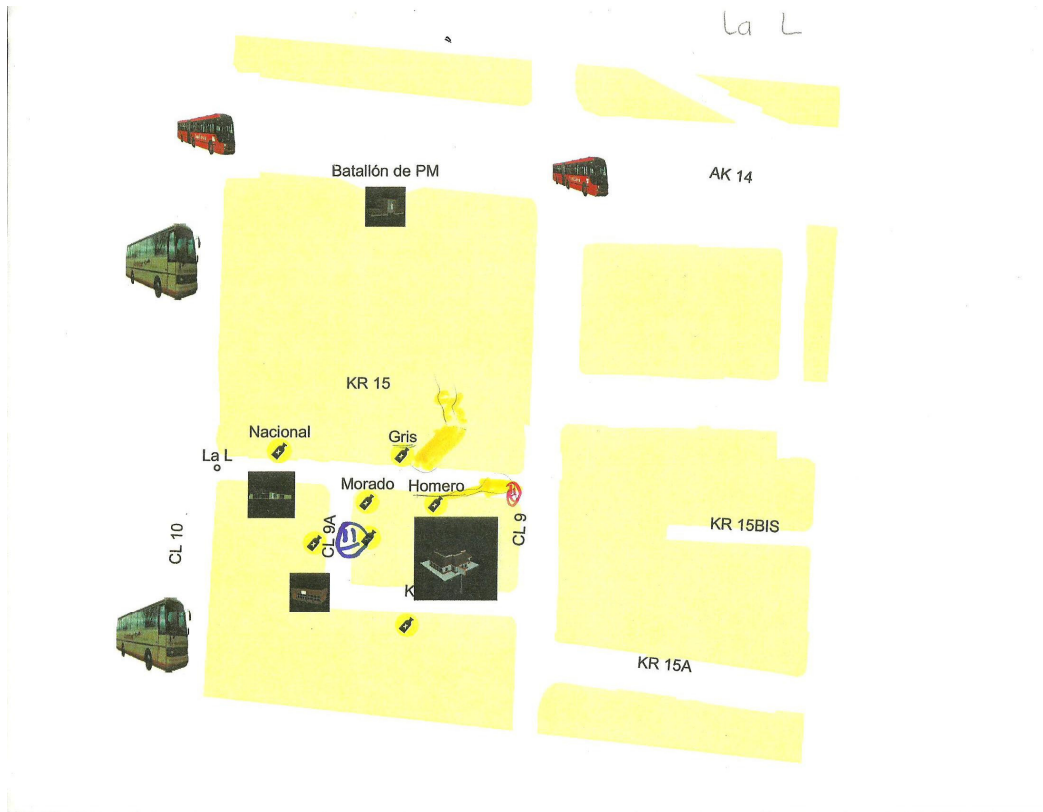 La L
Batallón de PM
AK 14
KR 15
Nacional
Gris
La L
Morado
Homero
CL 9A
CL 9
CL 10
KR 15BIS
K
KR 15A